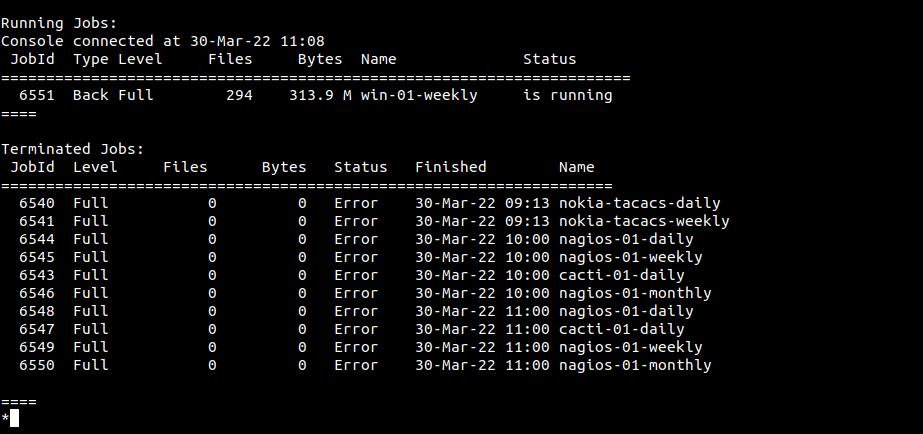 Running Jobs:
Console connected at 30-Mar-22 11:08
 JobId  Type Level     Files     Bytes  Name              Status
======================================================================
  6551  Back Full        294    313.9 M win-01-weekly     is running
====

Terminated Jobs:
 JobId  Level     Files      Bytes   Status   Finished        Name
====================================================================
  6540  Full           0         0   Error    30-Mar-22 09:13 nokia-tacacs-daily
  6541  Full           0         0   Error    30-Mar-22 09:13 nokia-tacacs-weekly
  6544  Full           0         0   Error    30-Mar-22 10:00 nagios-01-daily
  6545  Full           0         0   Error    30-Mar-22 10:00 nagios-01-weekly
  6543  Full           0         0   Error    30-Mar-22 10:00 cacti-01-daily
  6546  Full           0         0   Error    30-Mar-22 10:00 nagios-01-monthly
  6548  Full           0         0   Error    30-Mar-22 11:00 nagios-01-daily
  6547  Full           0         0   Error    30-Mar-22 11:00 cacti-01-daily
  6549  Full           0         0   Error    30-Mar-22 11:00 nagios-01-weekly
  6550  Full           0         0   Error    30-Mar-22 11:00 nagios-01-monthly

====
*